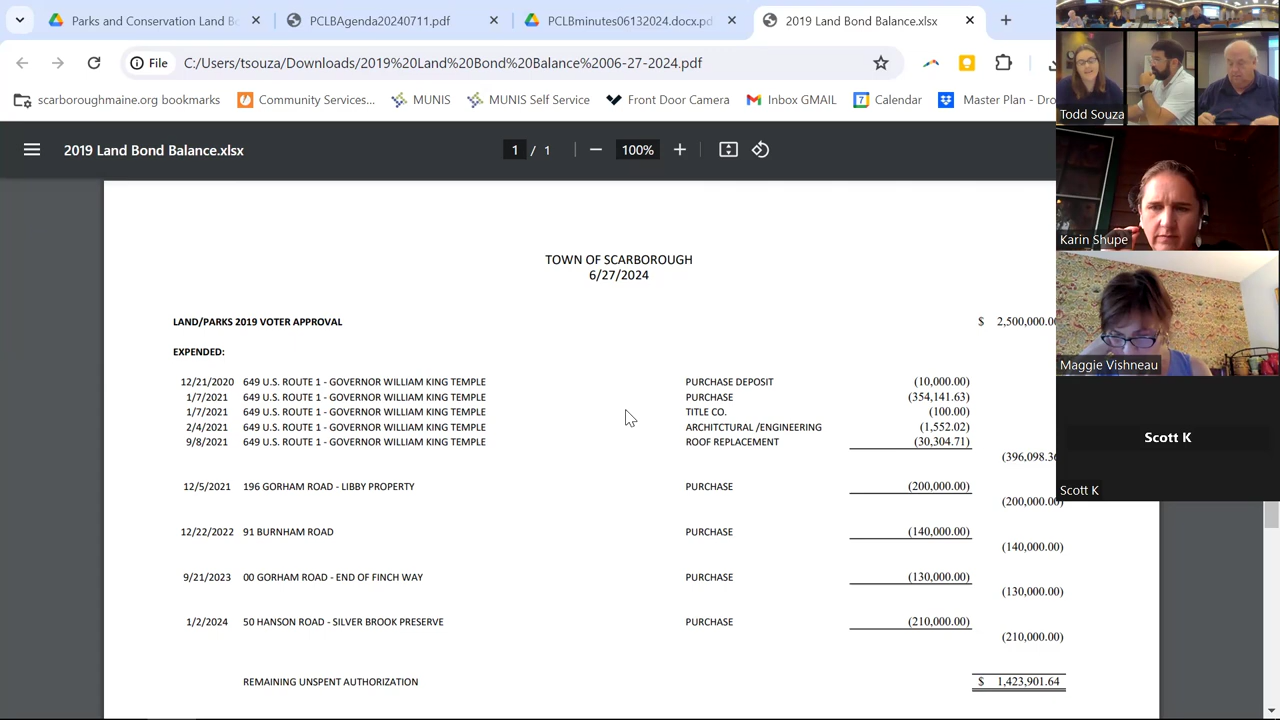 Parks and Conservation Land B
PCLBAgenda20240711.pdf
PCLBminutes06132024.docx.pd
2019 Land Bond Balance.xlsx
File
C:/Users/tsouza/Downloads/2019%20Land%20Bond%20Balance%2006-27-2024.pdf
scarboroughmaine.org bookmarks
Community Services...
MUNIS
MUNIS Self Service
Front Door Camera
Inbox GMAIL
7 Calendar
Master Plan - Dro
2019 Land Bond Balance.xlsx
1 / 1
100%
TOWN OF SCARBOROUGH
6/27/2024
LAND/PARKS 2019 VOTER APPROVAL $ 2,500,000.00
EXPENDED:
12/21/2020 649 U.S. ROUTE 1 - GOVERNOR WILLIAM KING TEMPLE PURCHASE DEPOSIT (10,000.00)
1/7/2021 649 U.S. ROUTE 1 - GOVERNOR WILLIAM KING TEMPLE PURCHASE (354,141.63)
1/7/2021 649 U.S. ROUTE 1 - GOVERNOR WILLIAM KING TEMPLE TITLE CO. (100.00)
2/4/2021 649 U.S. ROUTE 1 - GOVERNOR WILLIAM KING TEMPLE ARCHITCTURAL /ENGINEERING (1,552.02)
9/8/2021 649 U.S. ROUTE 1 - GOVERNOR WILLIAM KING TEMPLE ROOF REPLACEMENT (30,304.71)
(396,098.36
12/5/2021 196 GORHAM ROAD - LIBBY PROPERTY PURCHASE (200,000.00)
(200,000.00)
12/22/2022 91 BURNHAM ROAD PURCHASE (140,000.00)
(140,000.00)
9/21/2023 00 GORHAM ROAD - END OF FINCH WAY PURCHASE (130,000.00)
(130,000.00)
1/2/2024 50 HANSON ROAD - SILVER BROOK PRESERVE PURCHASE (210,000.00)
(210,000.00)
REMAINING UNSPENT AUTHORIZATION $ 1,423,901.64
Todd Souza
Karin Shupe
Maggie Vishneau
Scott K
Scott K